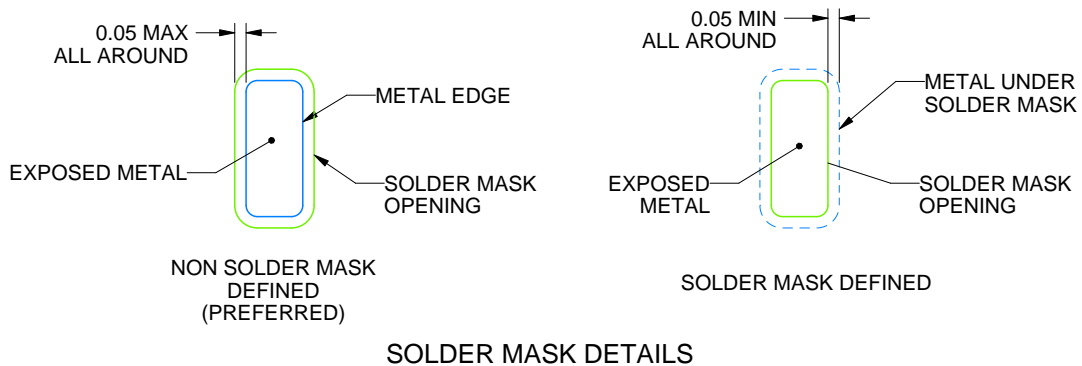 0.05 MAX
ALL AROUND
METAL EDGE
EXPOSED METAL
SOLDER MASK
OPENING
NON SOLDER MASK
DEFINED
(PREFERRED)
0.05 MIN
ALL AROUND
METAL UNDER
SOLDER MASK
EXPOSED
METAL
SOLDER MASK
OPENING
SOLDER MASK DEFINED
SOLDER MASK DETAILS